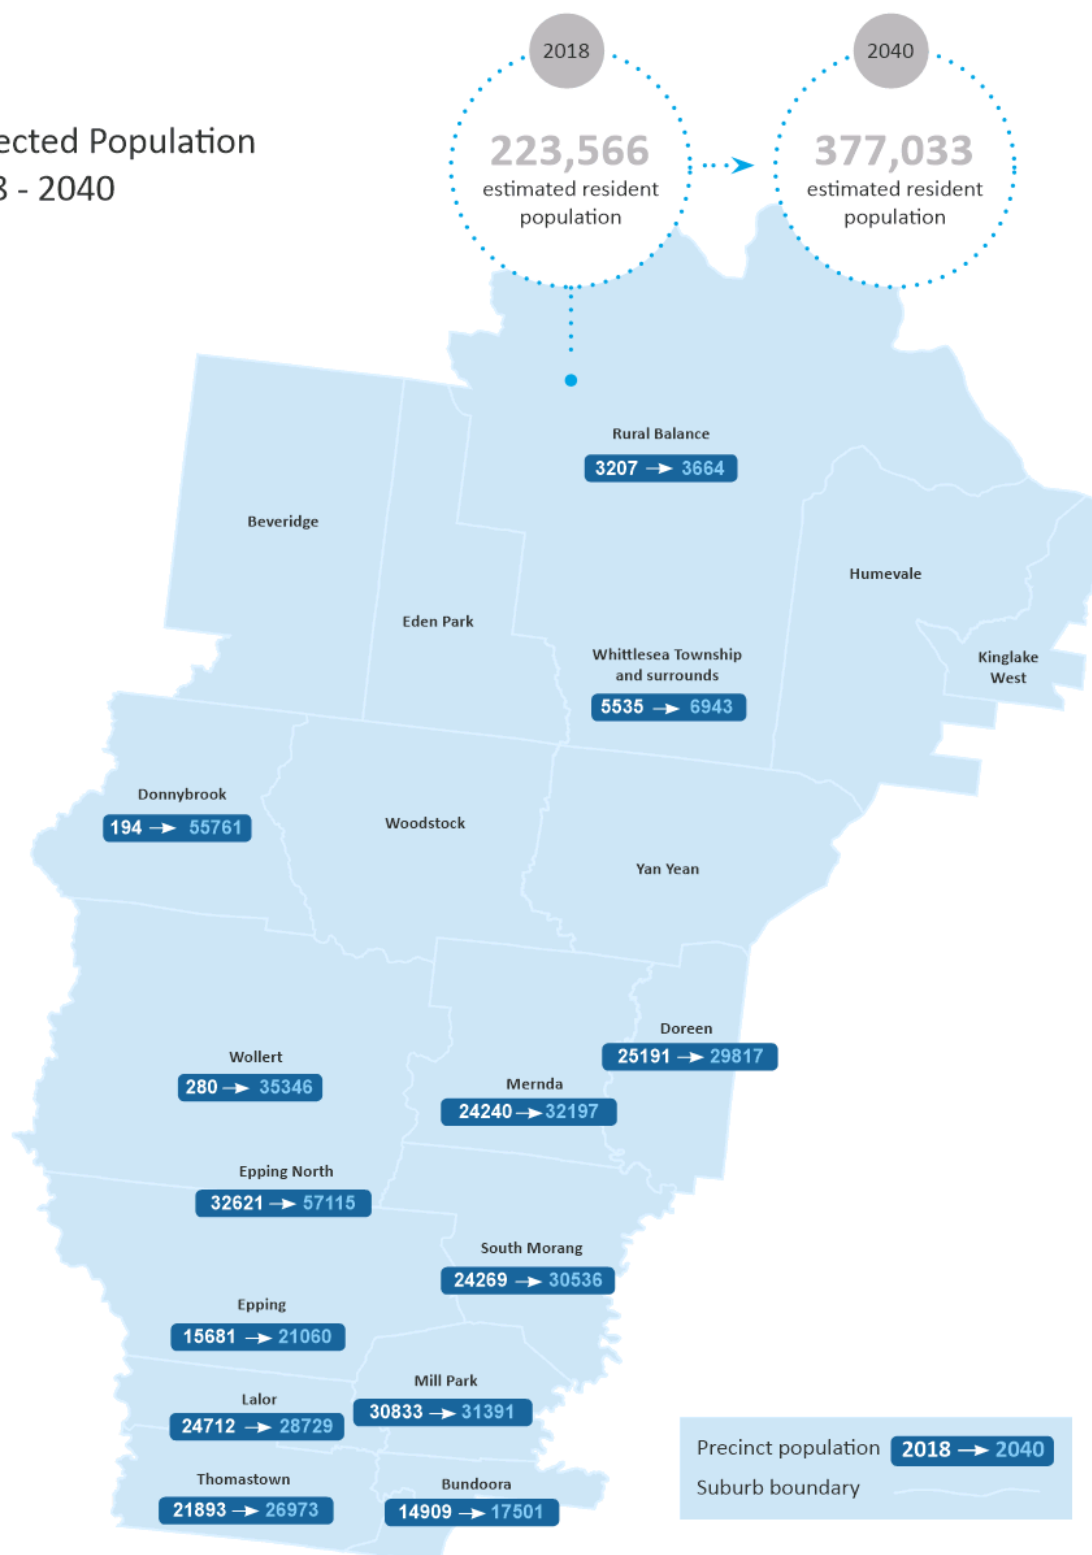 2018
2040
ected Population
8 - 2040
223,566
estimated resident
population
377,033
estimated resident
population
Rural Balance
3207 → 3664
Beveridge
Humevale
Eden Park
Whittlesea Township
and surrounds
5535 → 6943
Kinglake
West
Donnybrook
194 → 55761
Woodstock
Yan Yean
Doreen
25191 → 29817
Wollert
280 → 35346
Mernda
24240 → 32197
Epping North
32621 → 57115
South Morang
24269 → 30536
Epping
15681 → 21060
Mill Park
30833 → 31391
Lalor
24712 → 28729
Thomastown
21893 → 26973
Bundoora
14909 → 17501
Precinct population 2018 → 2040
Suburb boundary